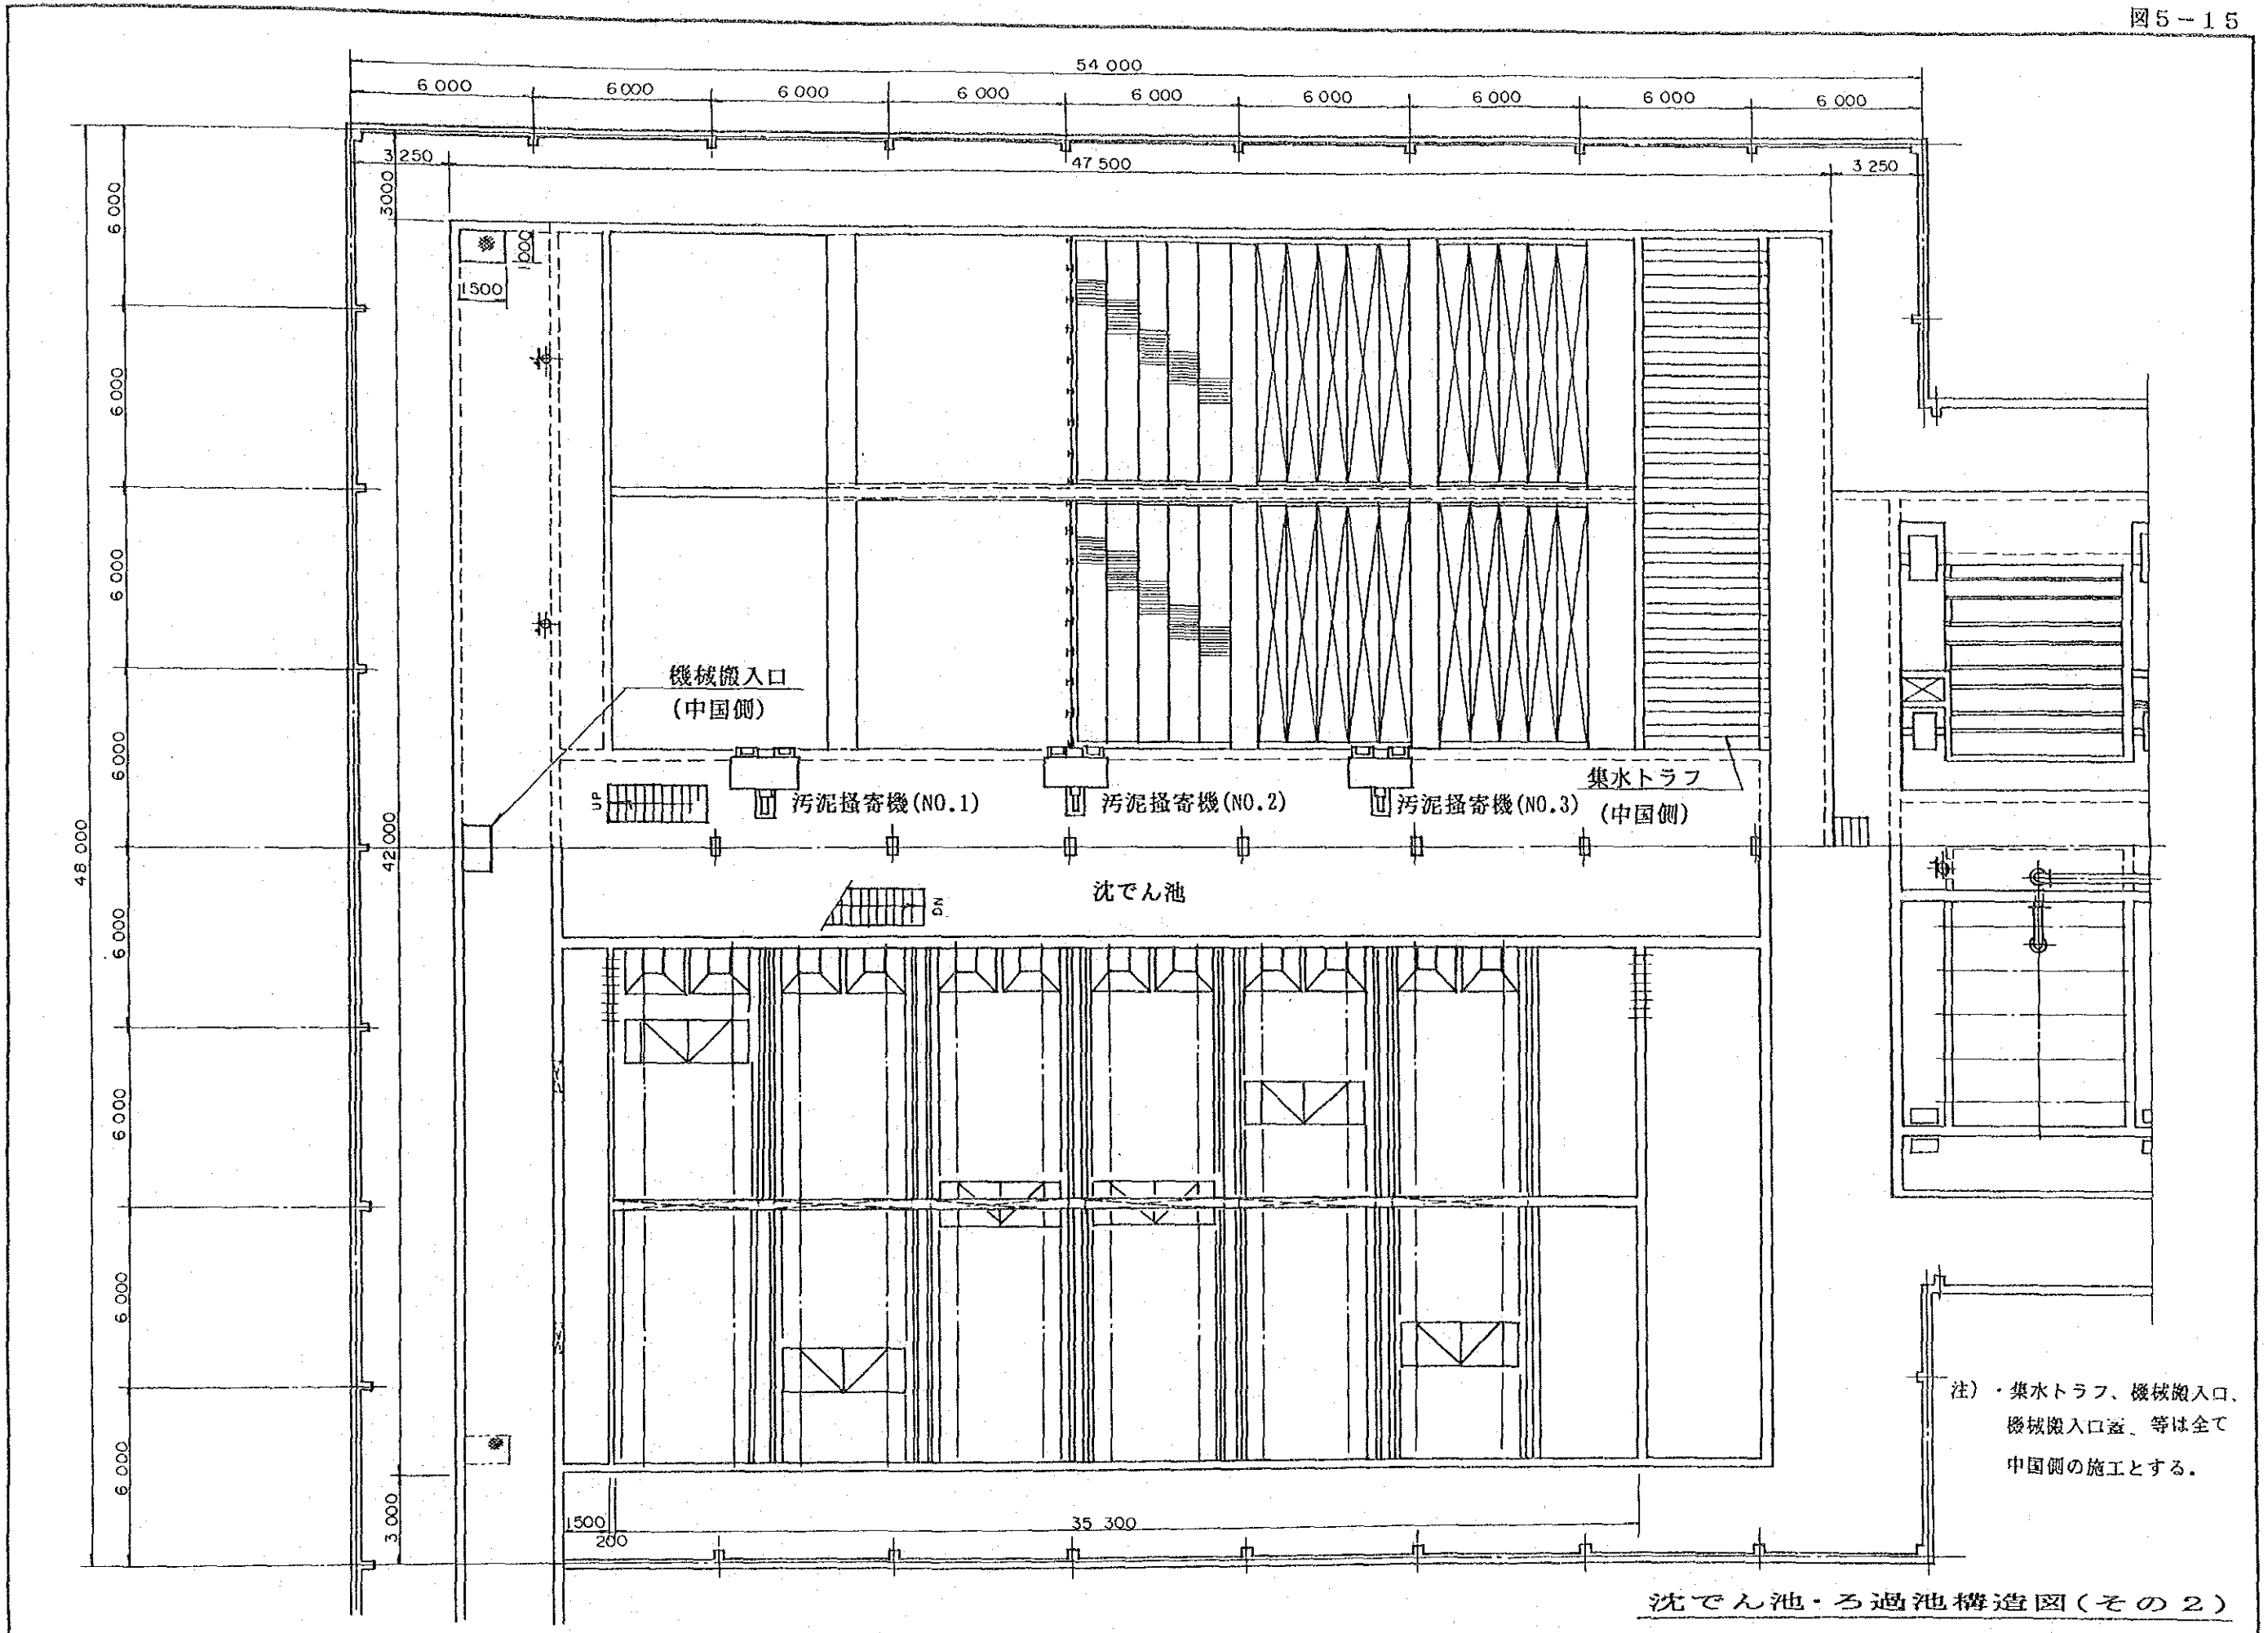 図5-15
54 000
6 000
6 000
6 000
6 000
6 000
6 000
6 000
6 000
6 000
3 250
47 500
3 250
3000
1000
1500
6 000
6 000
6 000
6 000
6 000
6 000
6 000
6 000
48 000
42 000
3 000
機械搬入口
(中国側)
UP
汚泥掻寄機(NO.1)
汚泥掻寄機(NO.2)
汚泥掻寄機(NO.3)
集水トラフ
(中国側)
沈でん池
DN
1500
200
35 300
注)・集水トラフ、機械搬入口、
機械搬入口蓋、等は全て
中国側の施工とする。
沈でん池・ろ過池構造図(その2)